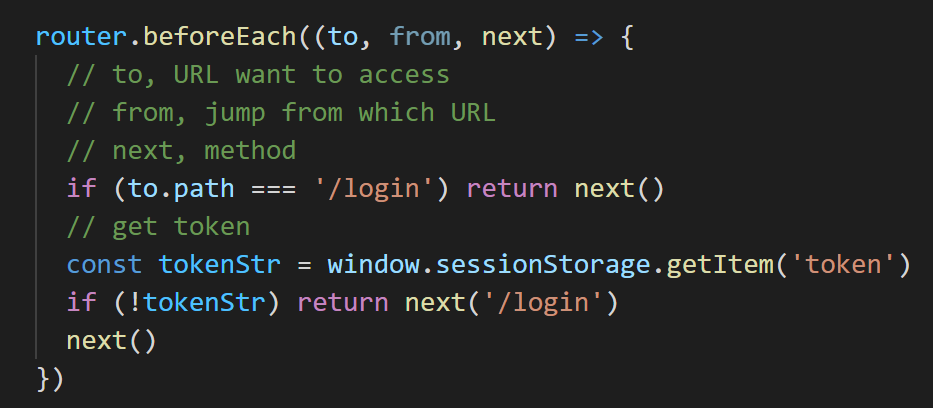 router.beforeEach((to, from, next) => {
// to, URL want to access
// from, jump from which URL
// next, method
if (to.path === '/login') return next()
// get token
const tokenStr = window.sessionStorage.getItem('token')
if (!tokenStr) return next('/login')
next()
})